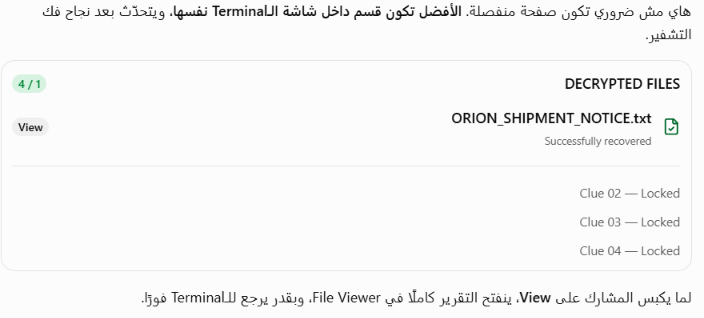 هاي مش ضروري تكون صفحة منفصلة. الأفضل تكون قسم داخل شاشة الـTerminal نفسها، ويتحدّث بعد نجاح فك
التشفير.
DECRYPTED FILES
4 / 1
ORION_SHIPMENT_NOTICE.txt
View
Successfully recovered
Clue 02 — Locked
Clue 03 — Locked
Clue 04 — Locked
لما يكبس المشارك على View، ينفتح التقرير كاملًا في File Viewer، وبقدر يرجع للـTerminal فورًا.